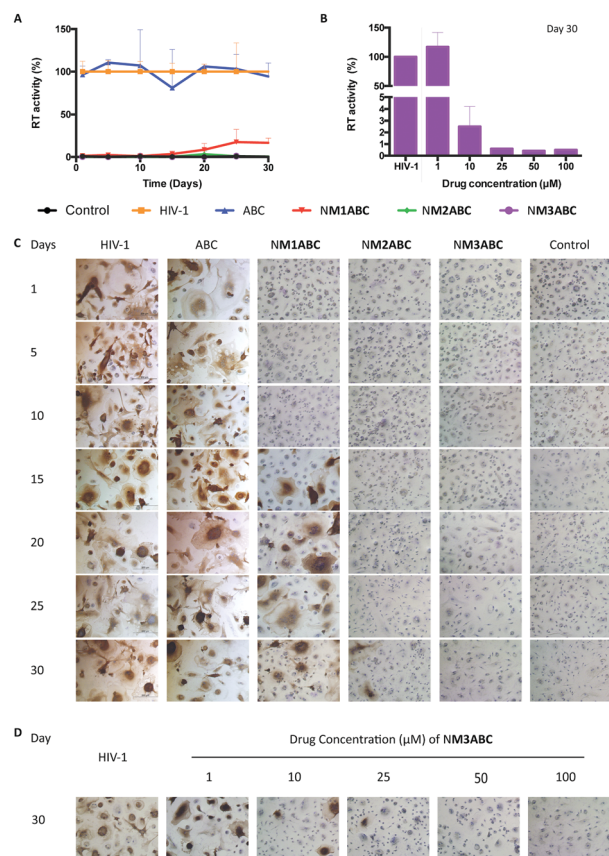 A
B
Day 30
RT activity (%)
150
100
50
0
0
10
20
30
Time (Days)
RT activity (%)
150
100
50
5
4
3
2
1
0
HIV-1
1
10
25
50
100
Drug concentration (μM)
Control HIV-1 ABC NM1ABC NM2ABC NM3ABC
C Days HIV-1 ABC NM1ABC NM2ABC NM3ABC Control
1
5
10
15
20
25
30
D Day Drug Concentration (μM) of NM3ABC
HIV-1
1 10 25 50 100
30